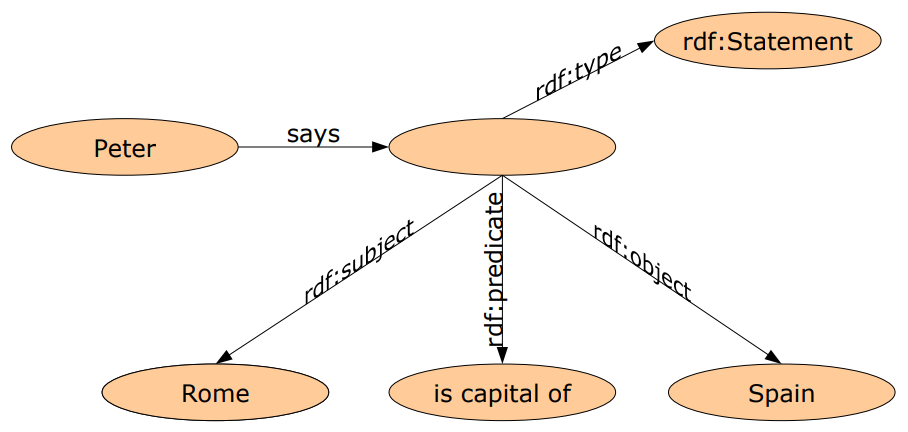 rdf:Statement
rdf:type
Peter
says
rdf:subject
rdf:predicate
rdf:object
Rome
is capital of
Spain